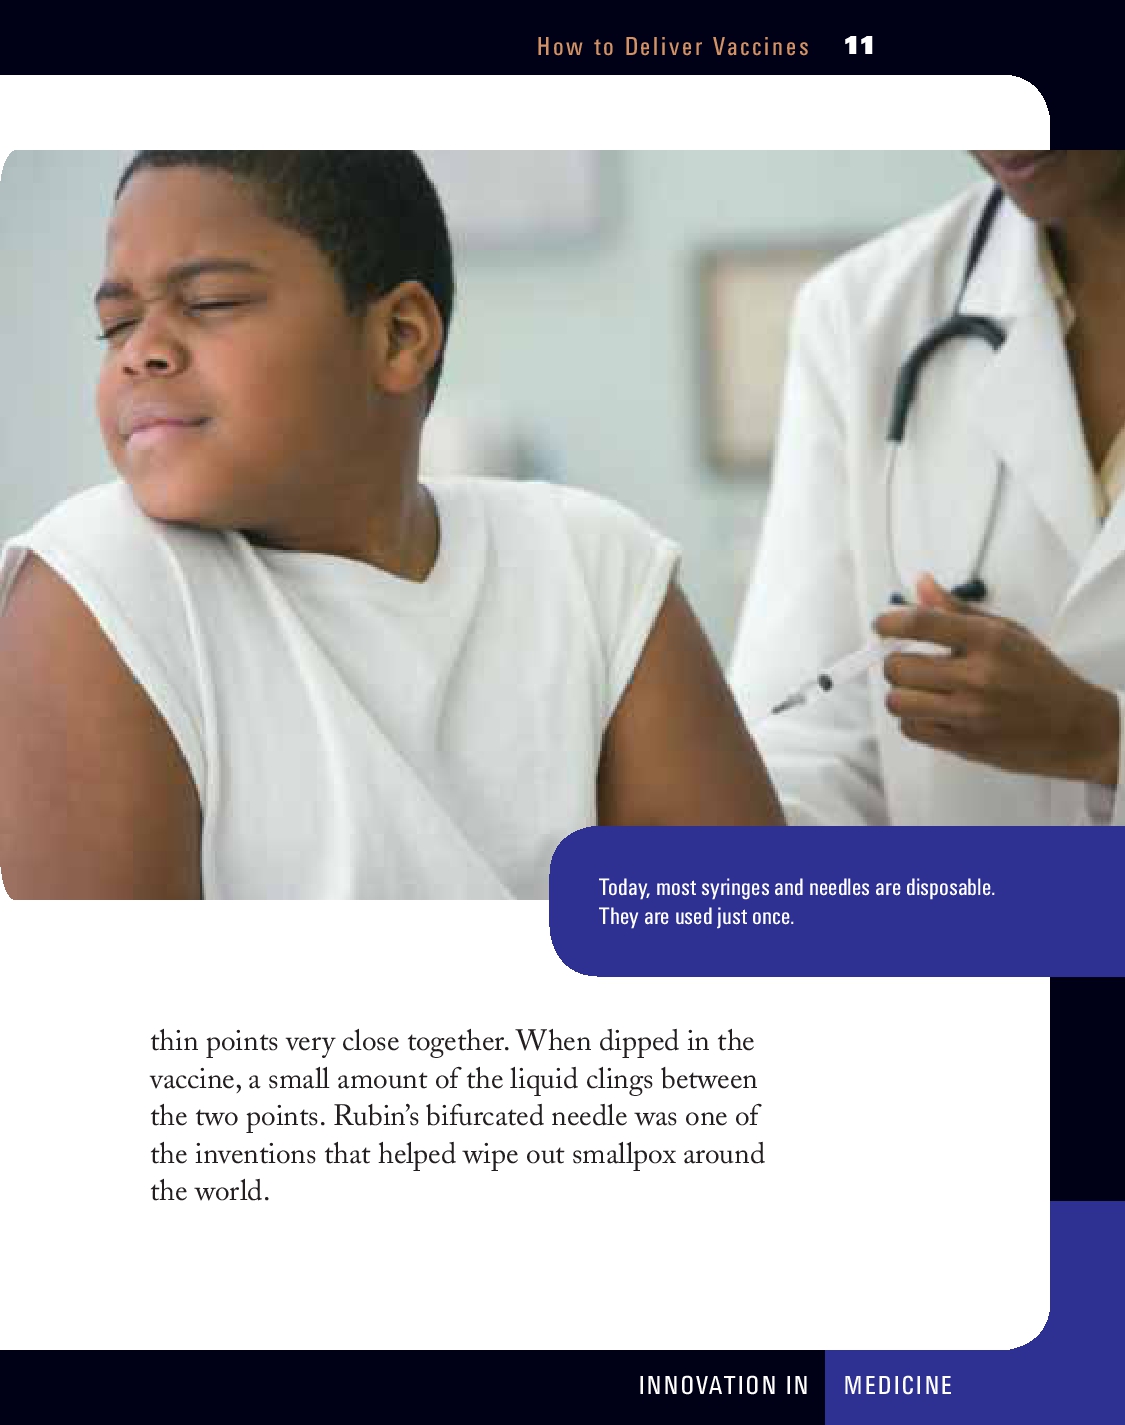 How to Deliver Vaccines 11
Today, most syringes and needles are disposable.
They are used just once.
thin points very close together. When dipped in the
vaccine, a small amount of the liquid clings between
the two points. Rubin’s bifurcated needle was one of
the inventions that helped wipe out smallpox around
the world.
INNOVATION IN MEDICINE